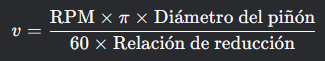 v = RPM × π × Diámetro del piñón
60 × Relación de reducción